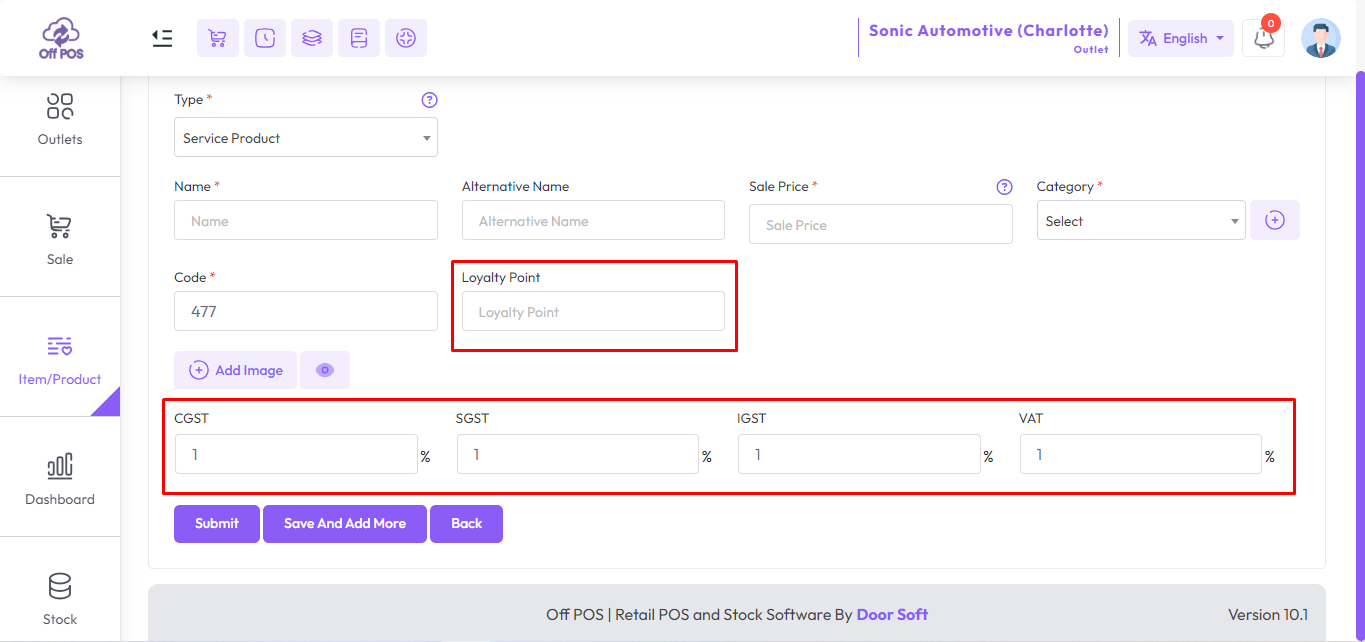 Off POS
Sonic Automotive (Charlotte)
Outlet
English
0
Outlets
Sale
Item/Product
Dashboard
Stock
Type *
Service Product
Name *
Name
Alternative Name
Alternative Name
Sale Price *
Sale Price
Category *
Select
Code *
477
Loyalty Point
Loyalty Point
Add Image
CGST
1 %
SGST
1 %
IGST
1 %
VAT
1 %
Submit
Save And Add More
Back
Off POS | Retail POS and Stock Software By Door Soft
Version 10.1